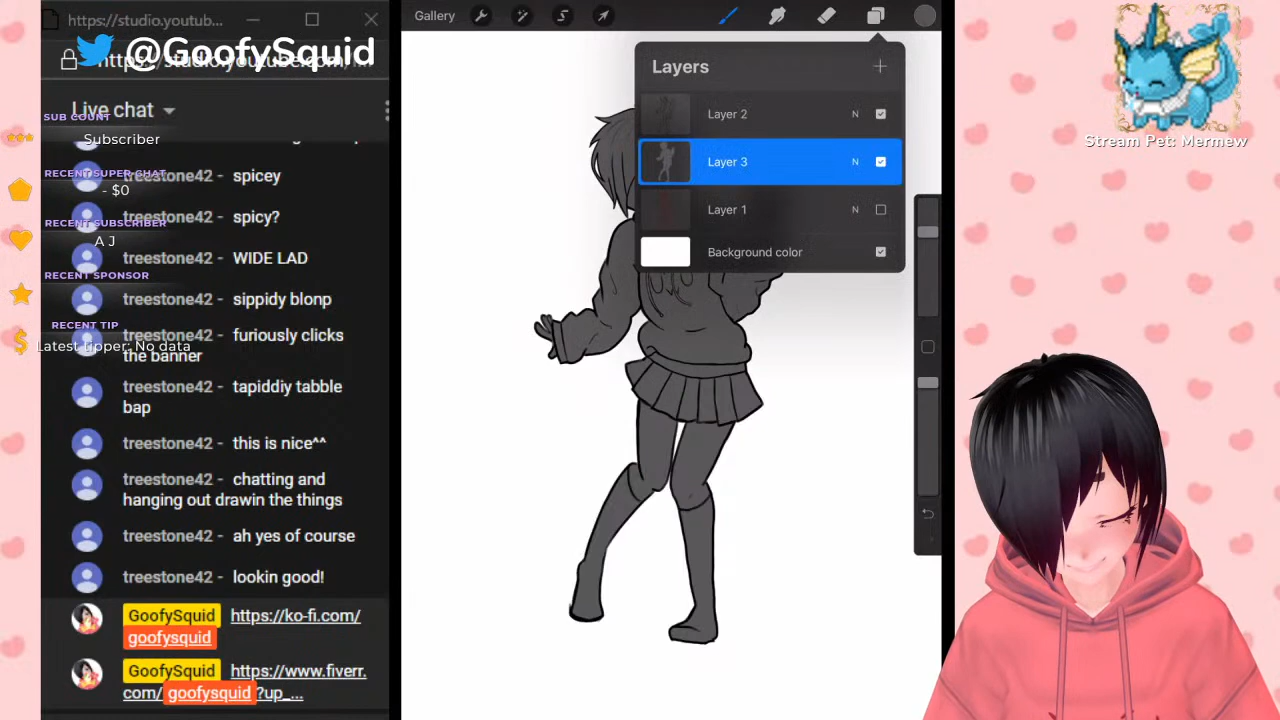 https://studio.youtub...
@GoofySquid
Live chat
SUB COUNT
Subscriber
RECENT SUPER CHAT
- $0
RECENT SUBSCRIBER
A J
RECENT SPONSOR
RECENT TIP
Latest tipper: No data
treestone42 - spicey
treestone42 - spicy?
treestone42 - WIDE LAD
treestone42 - sippidy blonp
treestone42 - furiously clicks
the banner
treestone42 - tapiddiy tabble
bap
treestone42 - this is nice^^
treestone42 - chatting and
hanging out drawin the things
treestone42 - ah yes of course
treestone42 - lookin good!
GoofySquid https://ko-fi.com/
goofysquid
GoofySquid https://www.fiverr.
com/goofysquid?up_...
Gallery
Layers
Layer 2 N
Layer 3 N
Layer 1 N
Background color
Stream Pet: Mermew